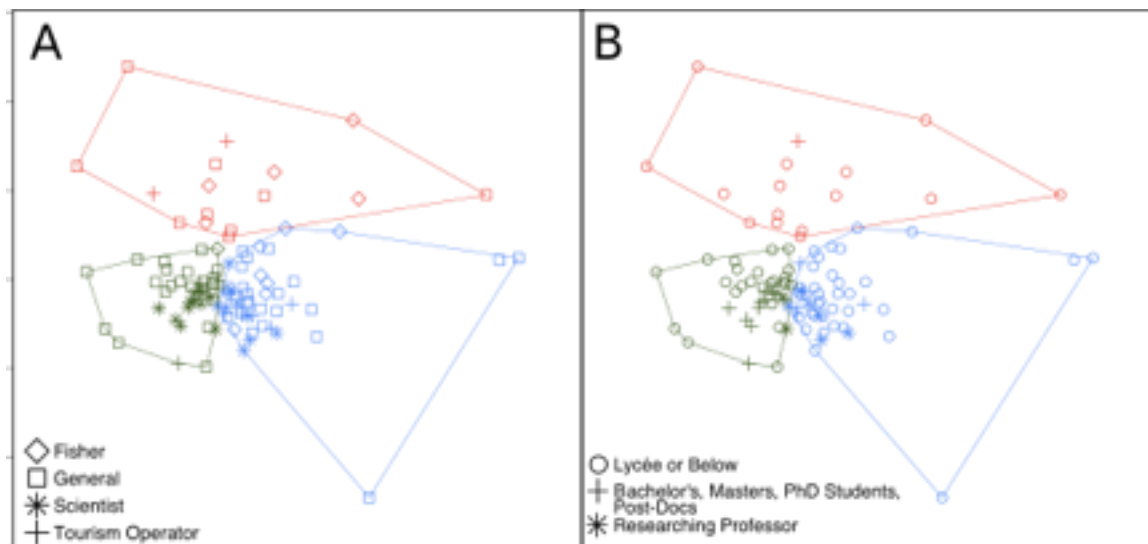 A
B
Fisher
General
Scientist
Tourism Operator
Lycée or Below
Bachelor's, Masters, PhD Students,
Post-Docs
Researching Professor